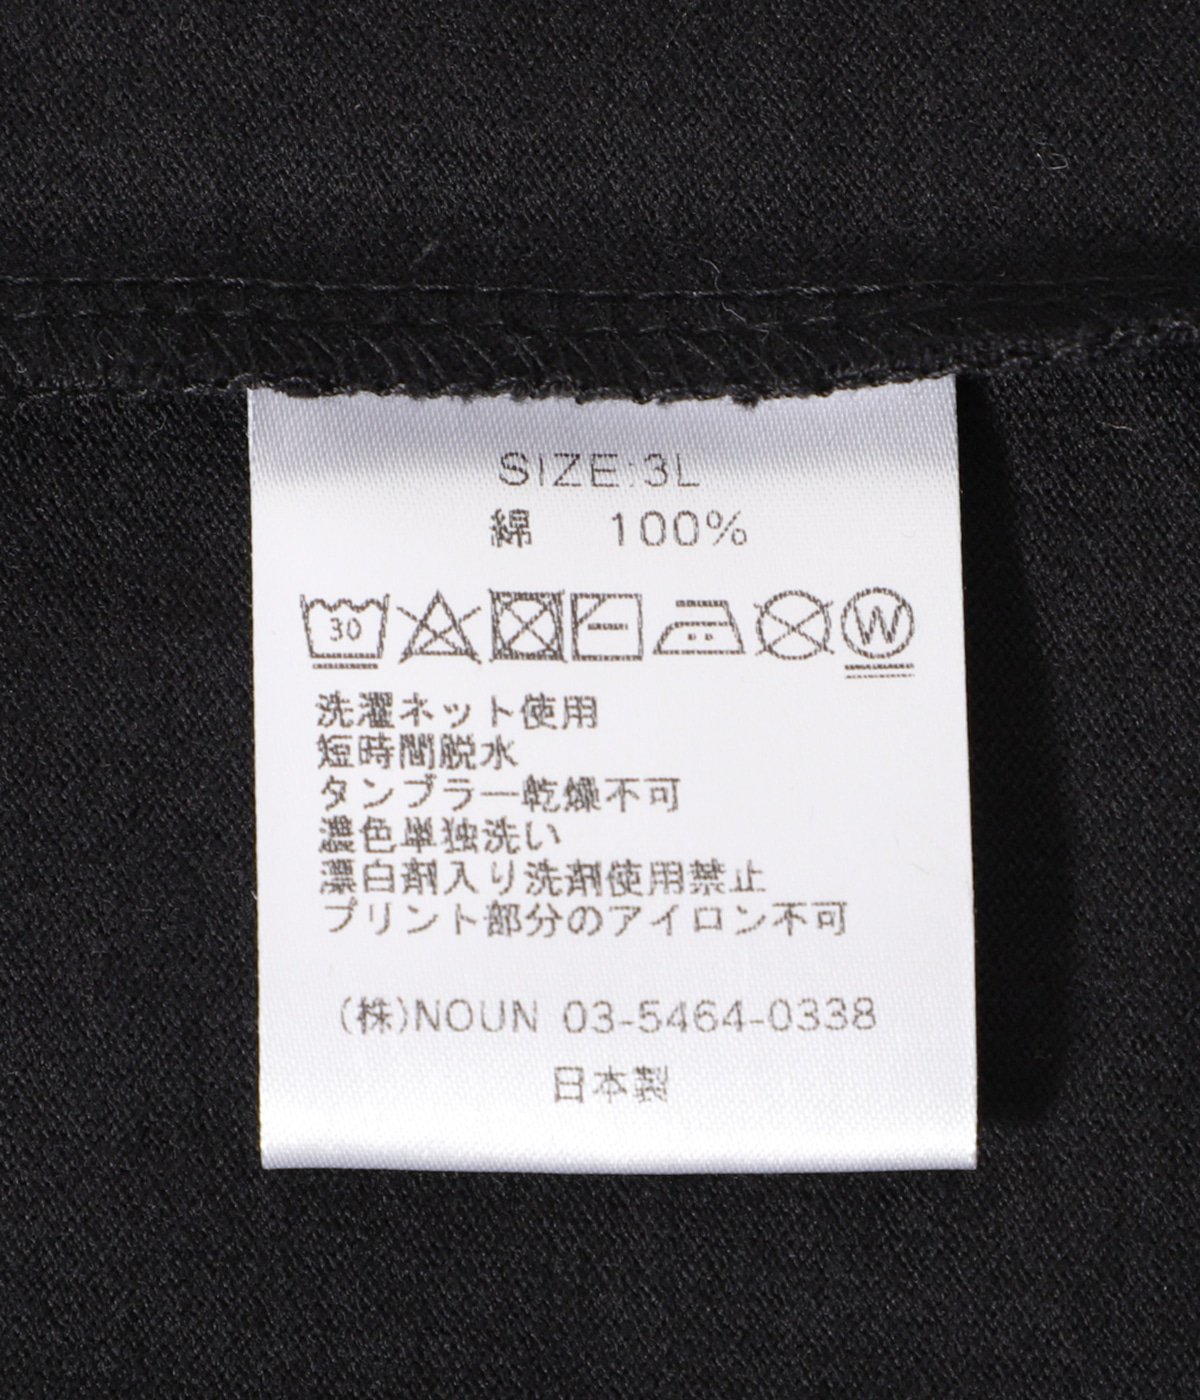 SIZE:3L
綿 100%
30 W
洗濯ネット使用
短時間脱水
タンブラー乾燥不可
濃色単独洗い
漂白剤入り洗剤使用禁止
プリント部分のアイロン不可
(株)NOUN 03-5464-0338
日本製